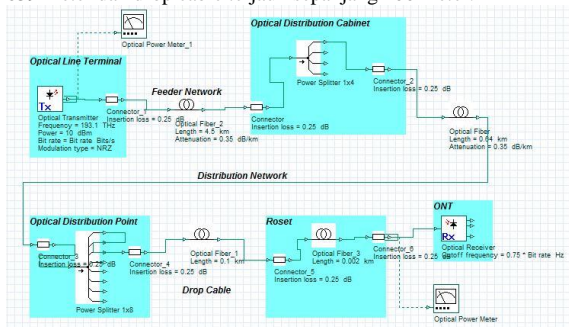 Optical Power Meter_1
Optical Distribution Cabinet
Optical Line Terminal
Feeder Network
Power Splitter 1x4
Connector_2
Insertion loss = 0.25 dB
Tx
Optical Transmitter
Frequency = 193.1 THz
Power = 10 dBm
Bit rate = Bit rate Bits/s
Modulation type = NRZ
Insertion loss = 0.25 dB
Optical Fiber_2
Length = 4.5 km
Attenuation = 0.35 dB/km
Connector
Insertion loss = 0.25 dB
Optical Fiber
Length = 0.64 km
Attenuation = 0.35 dB/km
Distribution Network
Optical Distribution Point
Roset
ONT
Connector_3
Insertion loss = 0.25 dB
Power Splitter 1x8
Connector_4
Insertion loss = 0.25 dB
Optical Fiber_1
Length = 0.1 km
Drop Cable
Connector_5
Insertion loss = 0.25 dB
Optical Fiber_3
Length = 0.002 km
Connector_6
Insertion loss = 0.25 dB
Rx
Optical Receiver
Cutoff frequency = 0.75 * Bit rate Hz
Optical Power Meter